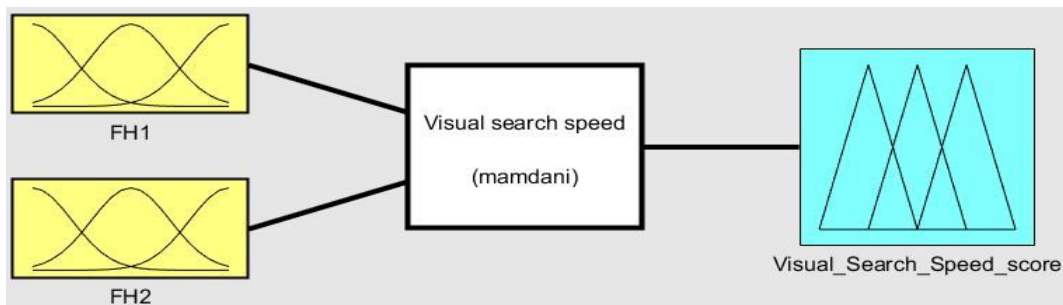 FH1
Visual search speed
(mamdani)
Visual_Search_Speed_score
FH2